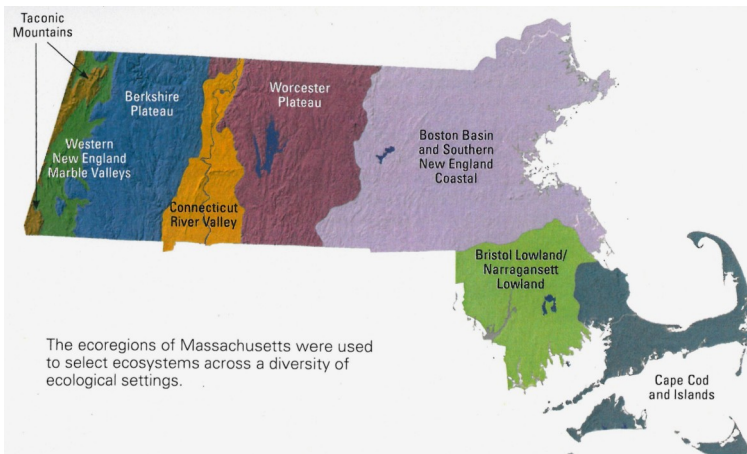 Taconic
Mountains
Berkshire
Plateau
Worcester
Plateau
Western
New England
Marble Valleys
Connecticut
River Valley
Boston Basin
and Southern
New England
Coastal
Bristol Lowland/
Narragansett
Lowland
Cape Cod
and Islands
The ecoregions of Massachusetts were used
to select ecosystems across a diversity of
ecological settings.